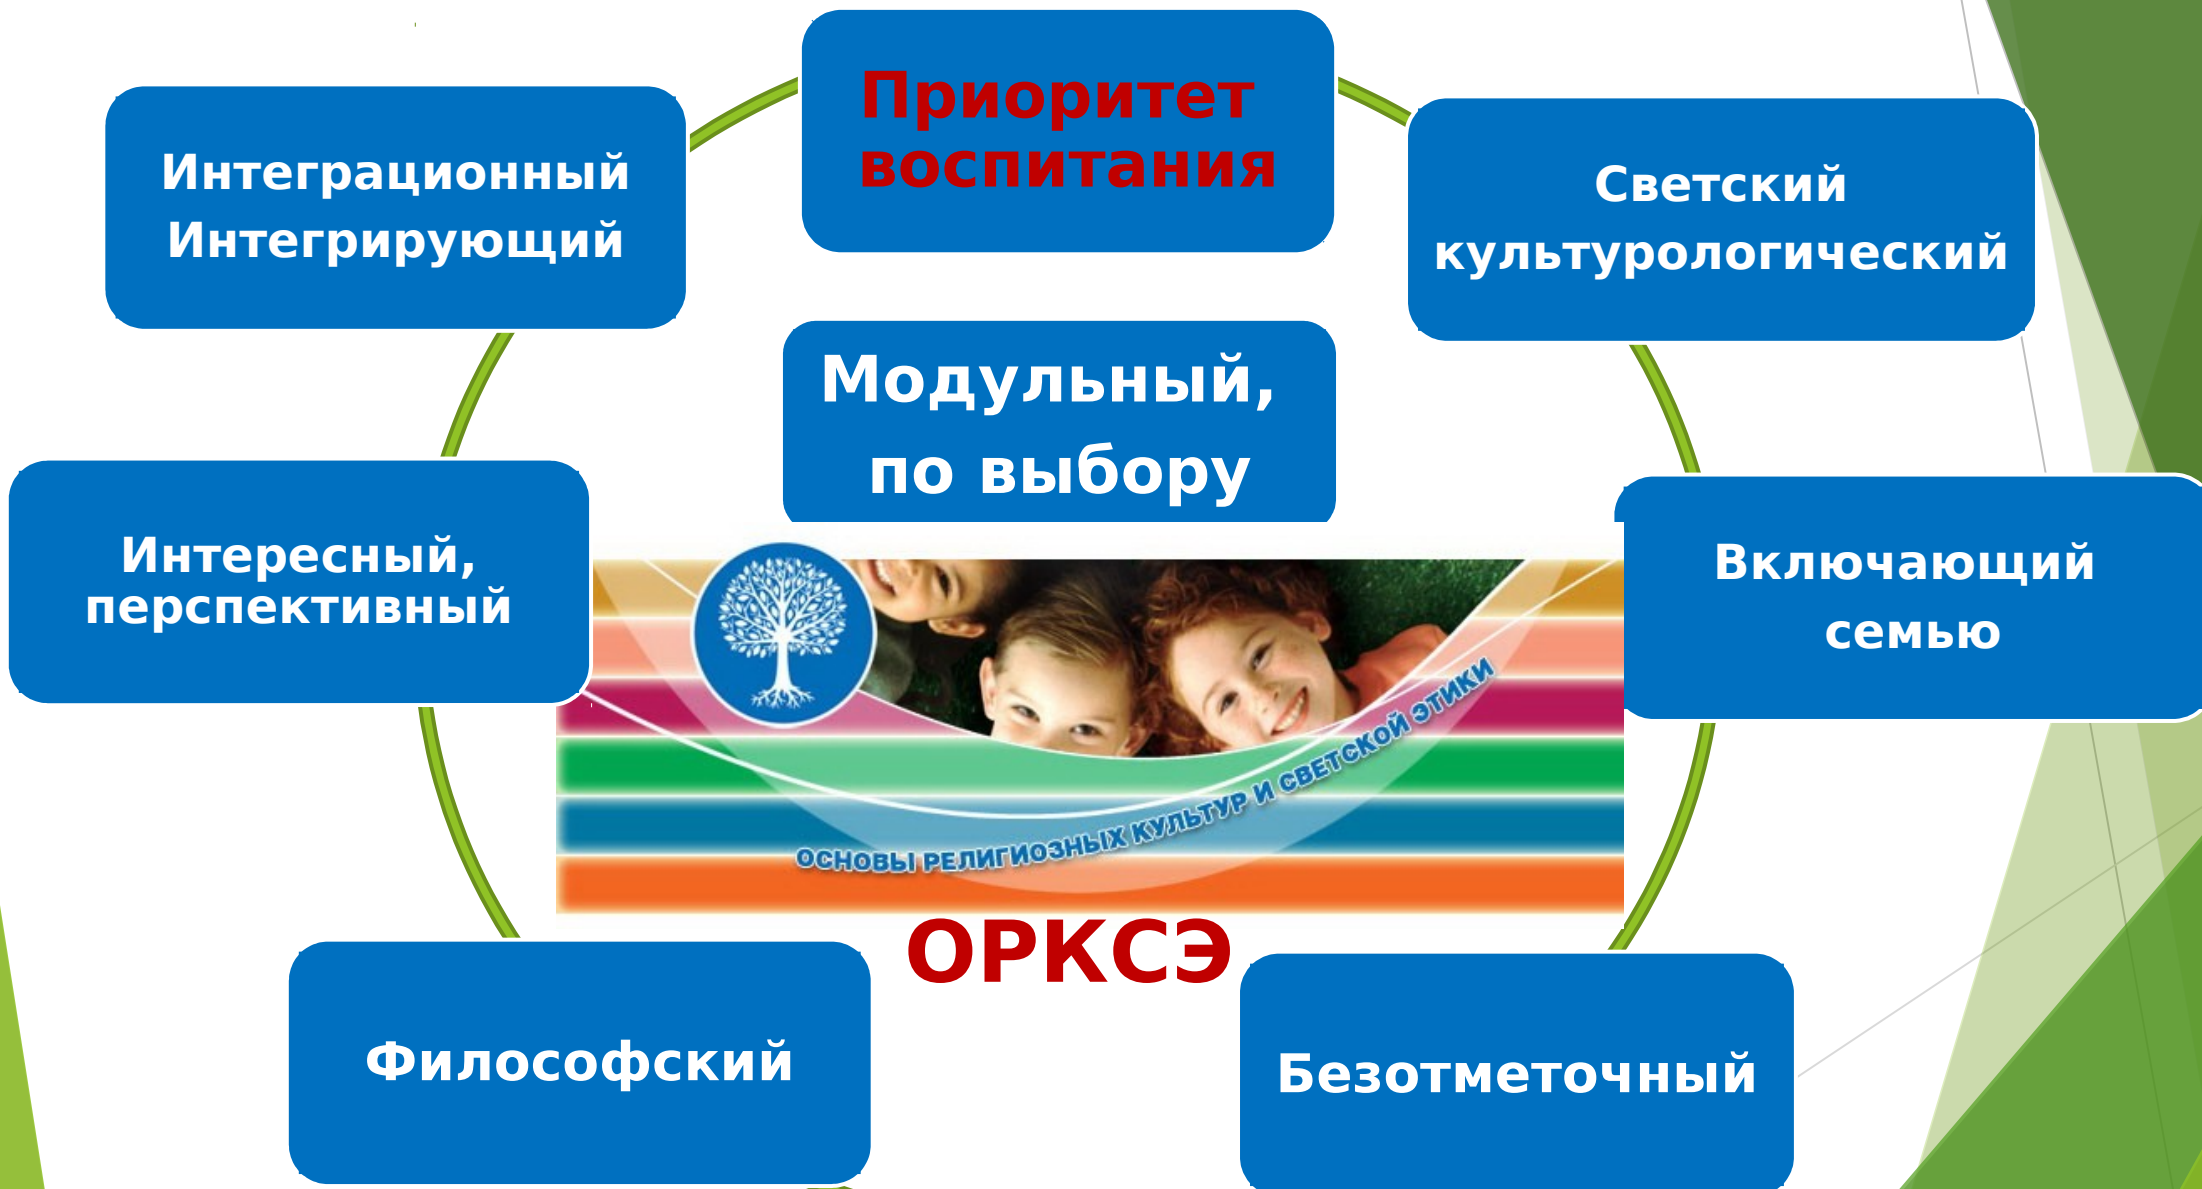 Приоритет
воспитания
Интеграционный
Интегрирующий
Светский
культурологический
Модульный,
по выбору
Интересный,
перспективный
Включающий
семью
ОСНОВЫ РЕЛИГИОЗНЫХ КУЛЬТУР И СВЕТСКОЙ ЭТИКИ
ОРКСЭ
Философский
Безотметочный